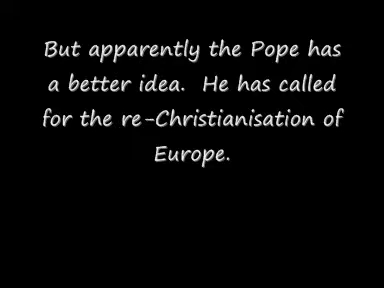 But apparently the Pope has
a better idea.  He has called
for the re-Christianisation of
Europe.